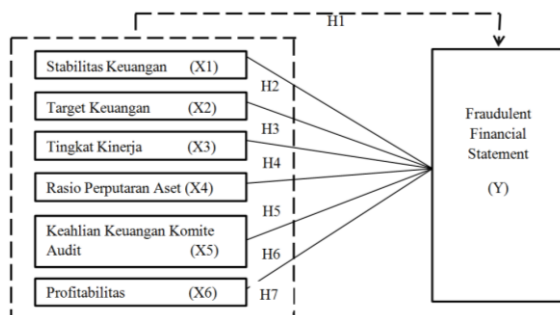 H1
Stabilitas Keuangan (X1)
H2
Target Keuangan (X2)
H3
Tingkat Kinerja (X3)
H4
Rasio Perputaran Aset (X4)
H5
Keahlian Keuangan Komite
Audit (X5)
H6
Profitabilitas (X6)
H7
Fraudulent
Financial
Statement
(Y)